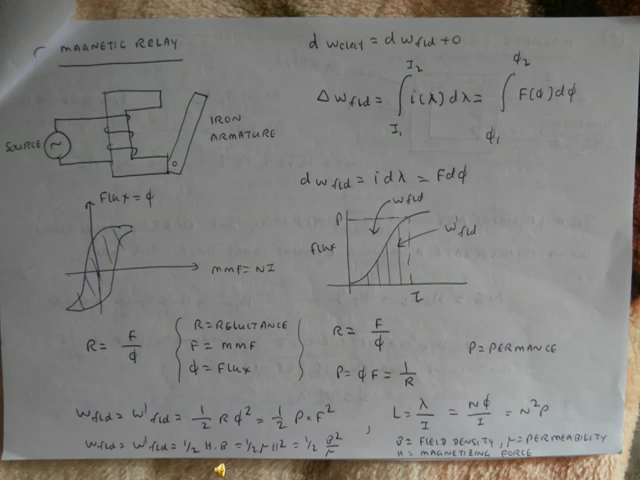 MAGNETIC RELAY
d Welct = d Wfld + 0
ΔWfld = ∫ I1 I2 i(λ) dλ = ∫ φ1 φ2 F(φ) dφ
SOURCE
IRON
ARMATURE
d Wfld = i dλ = F dφ
FLUX = φ
MMF = NI
P
FLUX
I
W'fld
Wfld
R = F/φ
R = RELUCTANCE
F = MMF
φ = FLUX
R = F/φ
P = φ F = 1/R
P = PERMANCE
Wfld = W'fld = 1/2 R φ² = 1/2 P × F² , L = λ/I = Nφ/I = N²P
Wfld = W'fld = 1/2 H.B = 1/2 μ H² = 1/2 B²/μ
B = FIELD DENSITY, μ = PERMEABILITY
H = MAGNETIZING FORCE